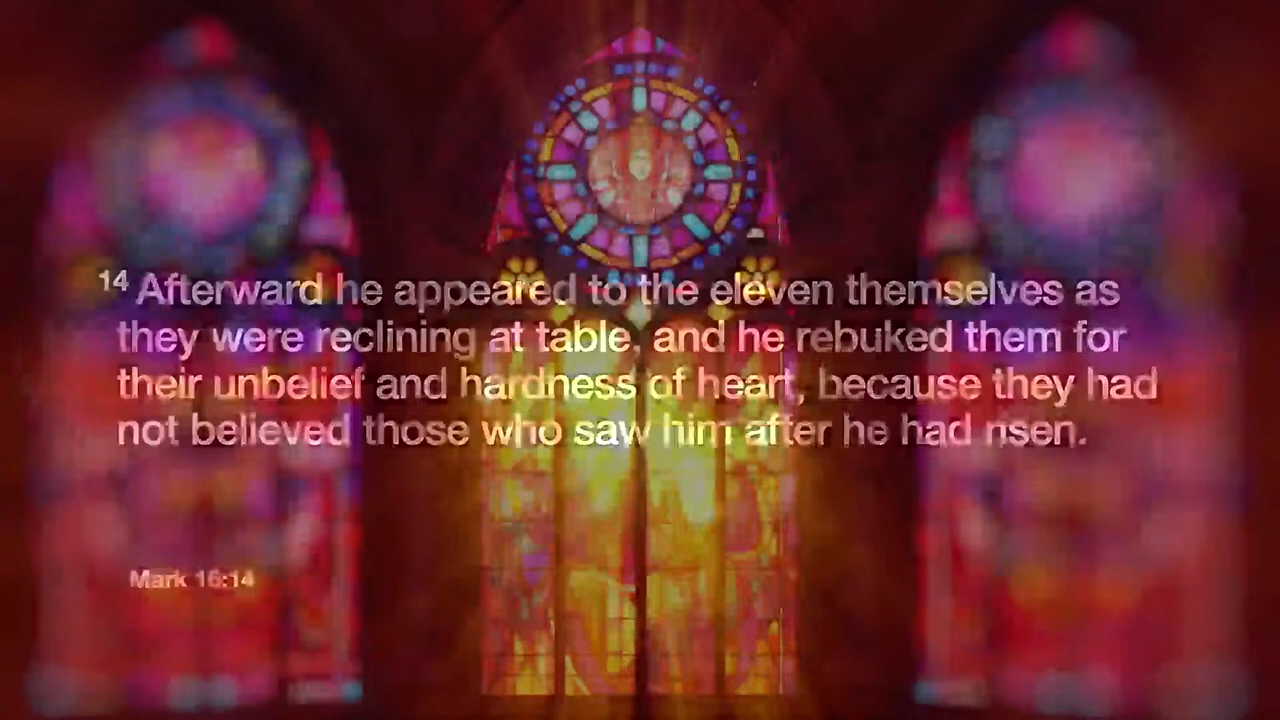 14 Afterward he appeared to the eleven themselves as
they were reclining at table, and he rebuked them for
their unbelief and hardness of heart, because they had
not believed those who saw him after he had risen.
Mark 16:14